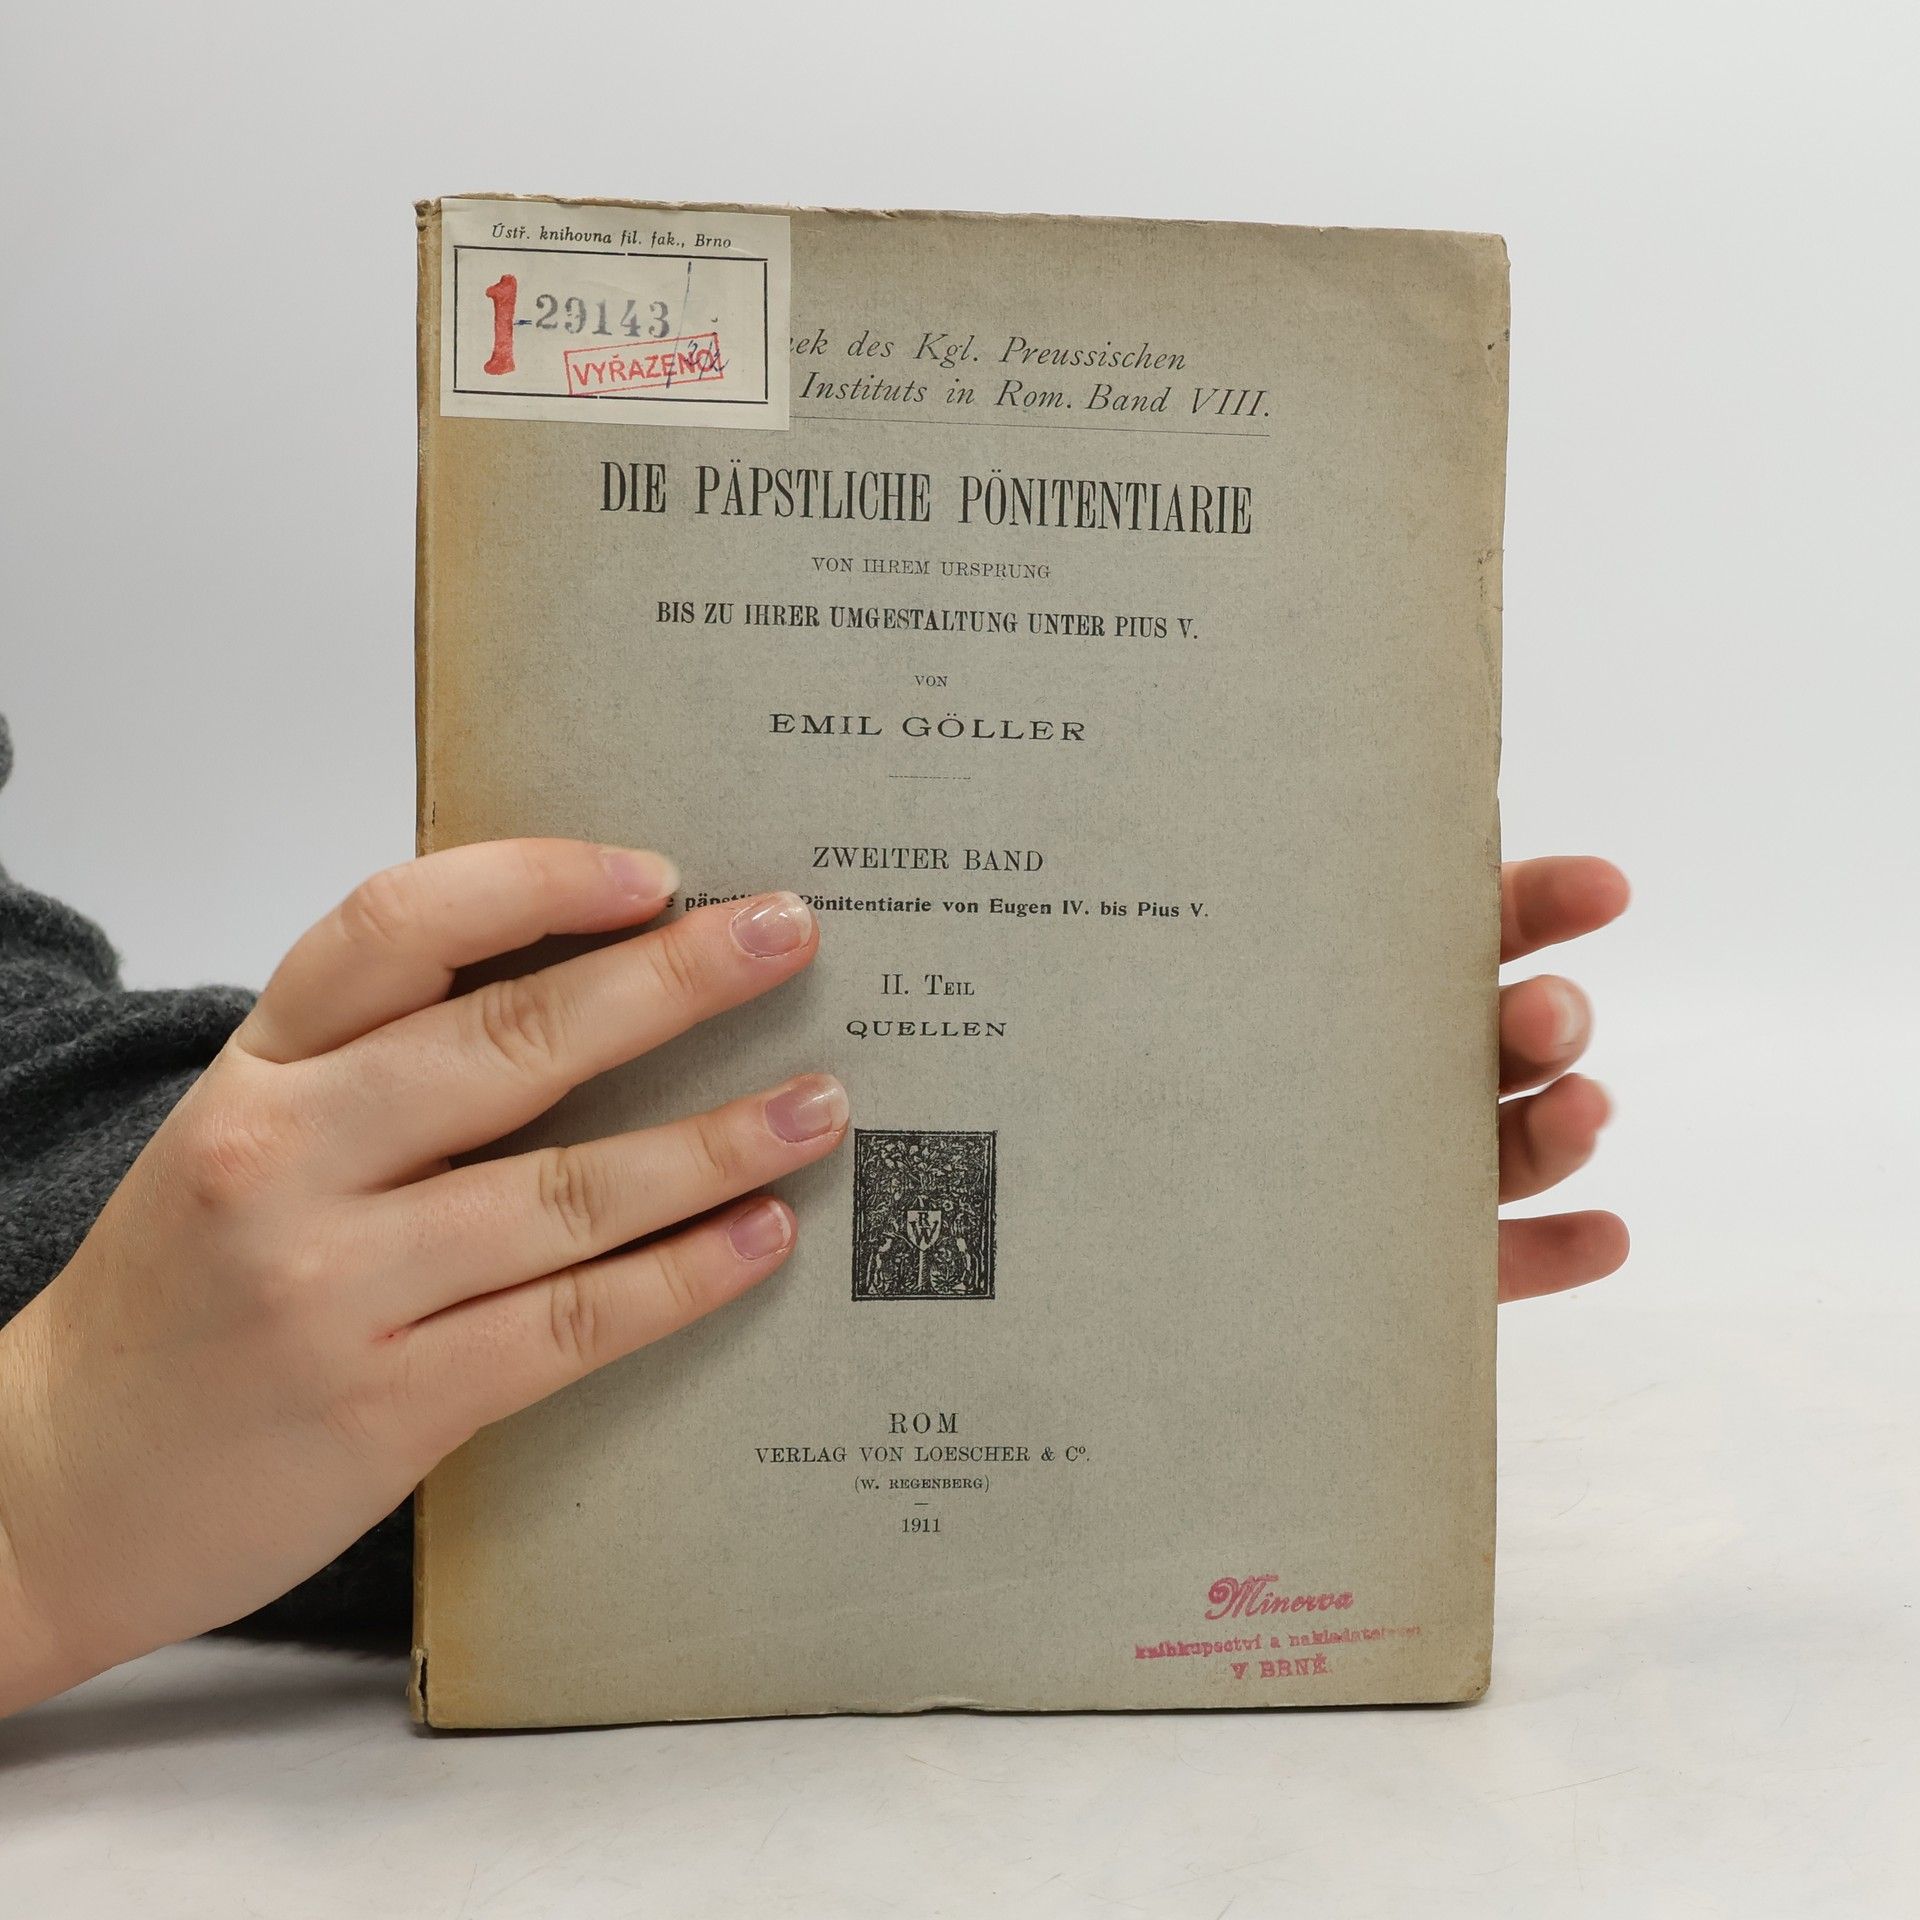 Ústř. knihovna fil. fak., Brno
1-29143/
VYŘAZENO
des Kgl. Preussischen
Instituts in Rom. Band VIII.
DIE PÄPSTLICHE PÖNITENTIARIE
VON IHREM URSPRUNG
BIS ZU IHRER UMGESTALTUNG UNTER PIUS V.
VON
EMIL GÖLLER
ZWEITER BAND
Pönitentiarie von Eugen IV. bis Pius V.
II. TEIL
QUELLEN
R
W
ROM
VERLAG VON LOESCHER & Cº.
(W. REGENBERG)
1911
Minerva
knihkupectví a
V BRNĚ